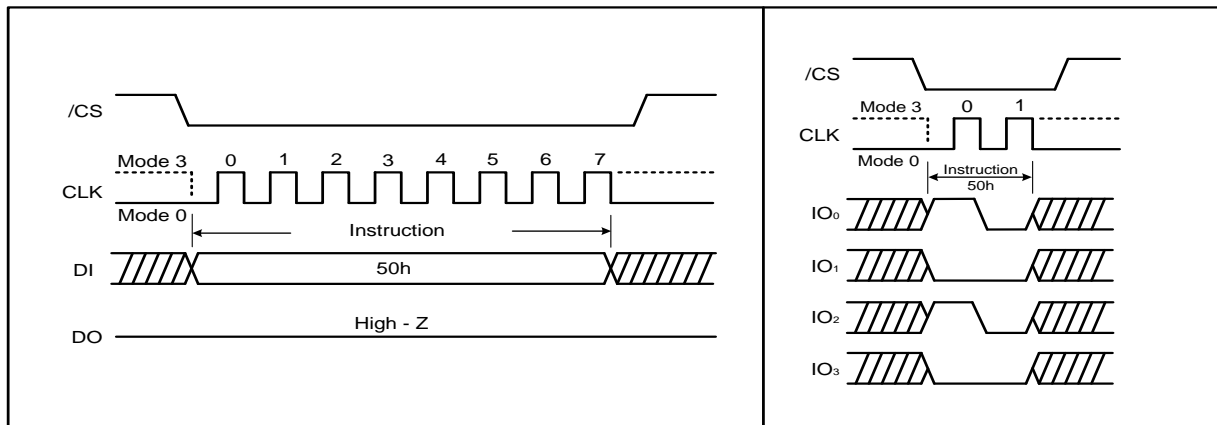 /CS
Mode 3
0 1 2 3 4 5 6 7
CLK
Mode 0
Instruction
DI
50h
High - Z
DO
/CS
Mode 3
0 1
CLK
Mode 0
Instruction
50h
IO₀
IO₁
IO₂
IO₃